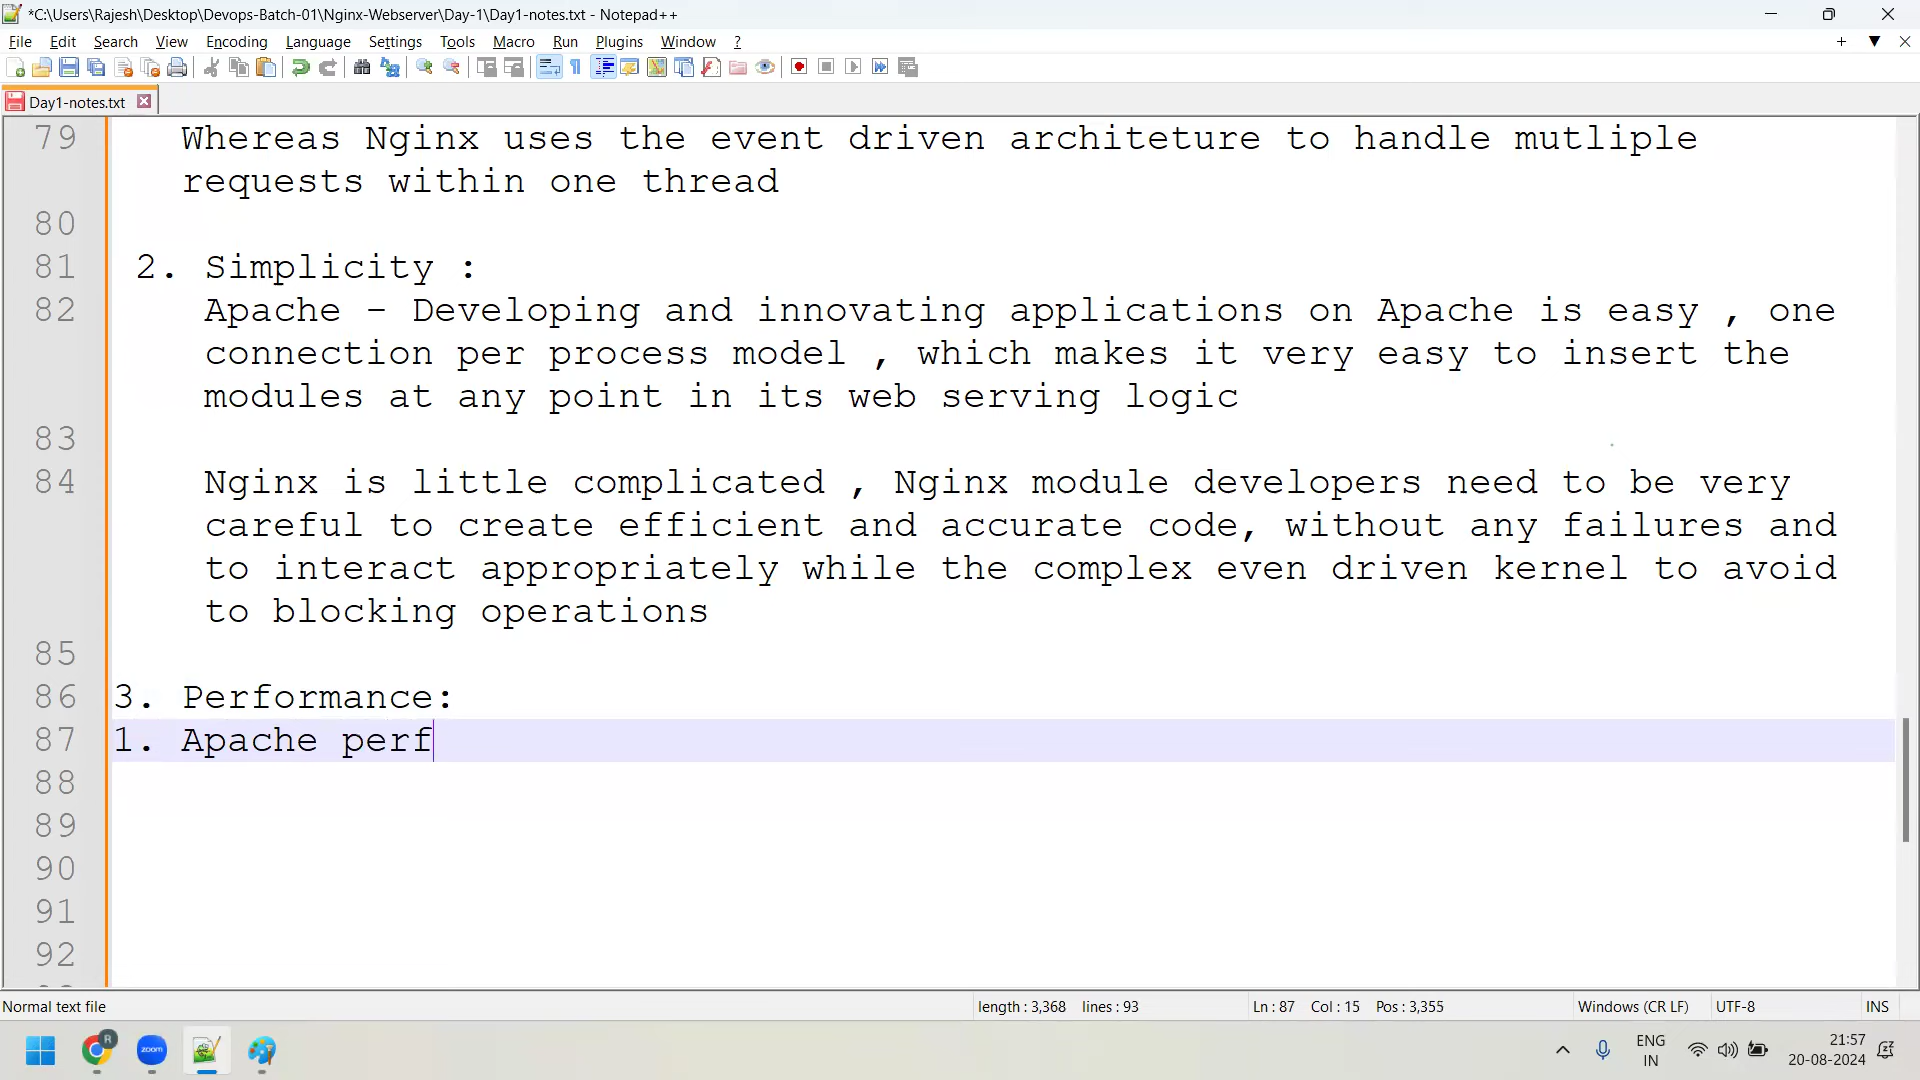 *C:\Users\Rajesh\Desktop\Devops-Batch-01\Nginx-Webserver\Day-1\Day1-notes.txt - Notepad++
File Edit Search View Encoding Language Settings Tools Macro Run Plugins Window ?
Day1-notes.txt
79 Whereas Nginx uses the event driven architeture to handle mutliple
requests within one thread
80
81 2. Simplicity :
82 Apache - Developing and innovating applications on Apache is easy , one
connection per process model , which makes it very easy to insert the
modules at any point in its web serving logic
83
84 Nginx is little complicated , Nginx module developers need to be very
careful to create efficient and accurate code, without any failures and
to interact appropriately while the complex even driven kernel to avoid
to blocking operations
85
86 3. Performance:
87 1. Apache perf
88
89
90
91
92
Normal text file length : 3,368 lines : 93 Ln : 87 Col : 15 Pos : 3,355 Windows (CR LF) UTF-8 INS
zoom
R
ENG
IN
21:57
20-08-2024